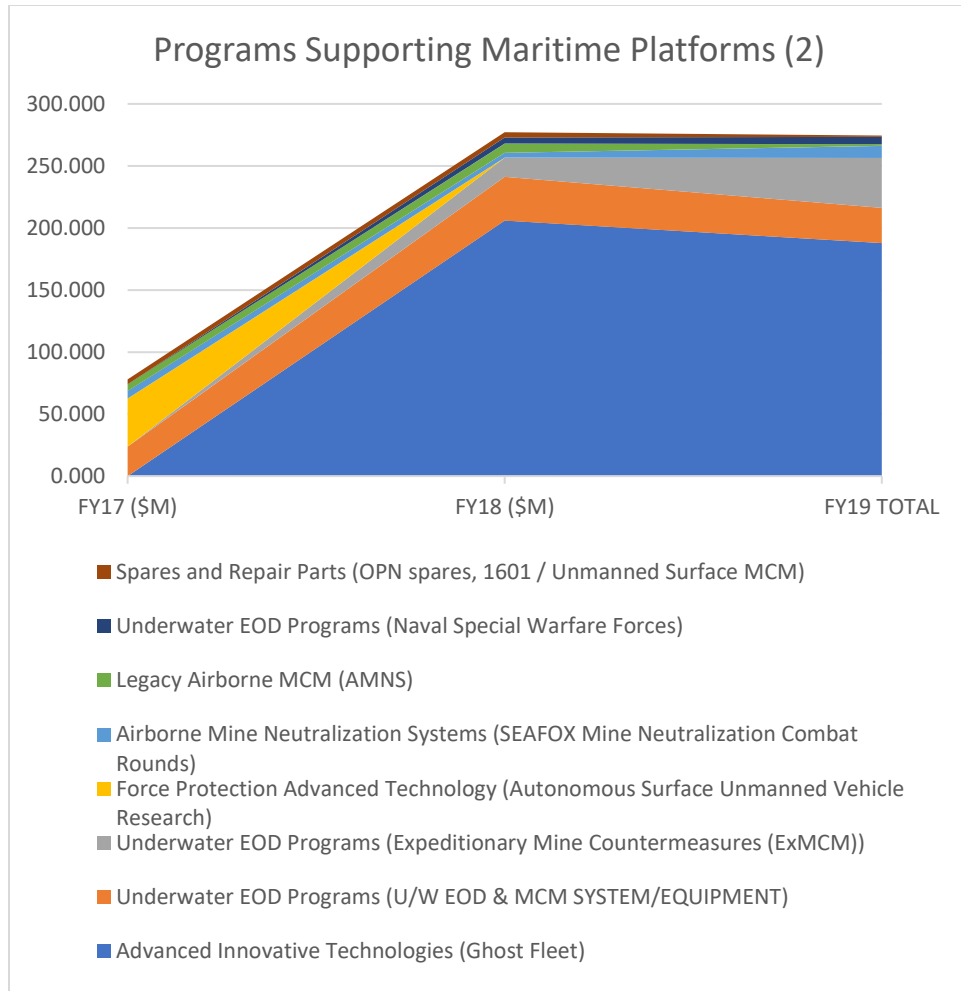 Programs Supporting Maritime Platforms (2)
300.000
250.000
200.000
150.000
100.000
50.000
0.000
FY17 ($M)
FY18 ($M)
FY19 TOTAL
Spares and Repair Parts (OPN spares, 1601 / Unmanned Surface MCM)
Underwater EOD Programs (Naval Special Warfare Forces)
Legacy Airborne MCM (AMNS)
Airborne Mine Neutralization Systems (SEAFOX Mine Neutralization Combat
Rounds)
Force Protection Advanced Technology (Autonomous Surface Unmanned Vehicle
Research)
Underwater EOD Programs (Expeditionary Mine Countermeasures (ExMCM))
Underwater EOD Programs (U/W EOD & MCM SYSTEM/EQUIPMENT)
Advanced Innovative Technologies (Ghost Fleet)